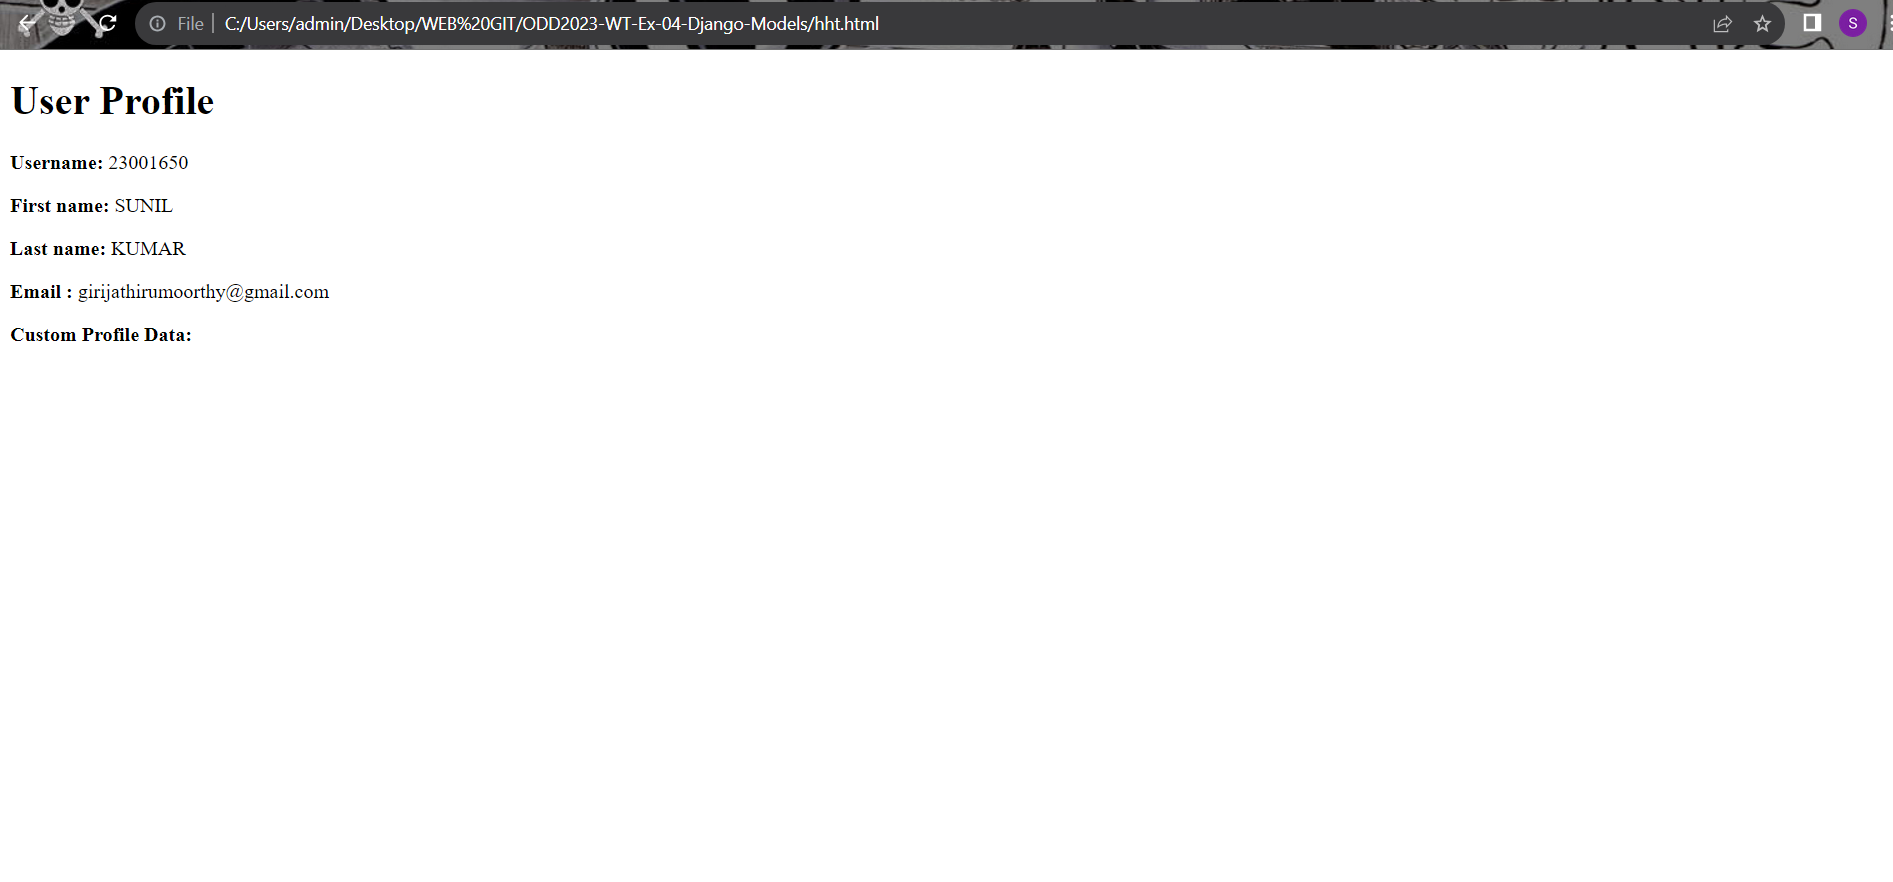 File | C:/Users/admin/Desktop/WEB%20GIT/ODD2023-WT-Ex-04-Django-Models/hht.html
S
User Profile
Username: 23001650
First name: SUNIL
Last name: KUMAR
Email : girijathirumoorthy@gmail.com
Custom Profile Data: